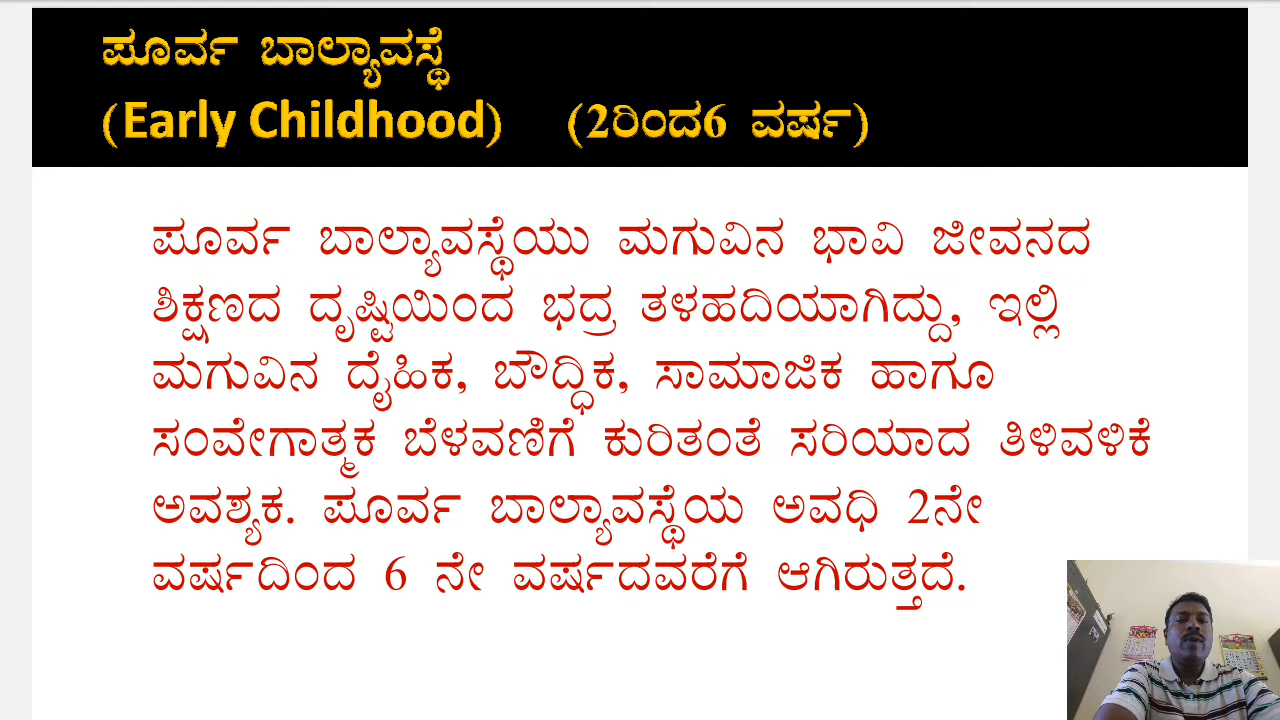 ಪೂರ್ವ ಬಾಲ್ಯಾವಸ್ಥೆ
(Early Childhood) (2ರಿಂದ6 ವರ್ಷ)
ಪೂರ್ವ ಬಾಲ್ಯಾವಸ್ಥೆಯು ಮಗುವಿನ ಭಾವಿ ಜೀವನದ
ಶಿಕ್ಷಣದ ದೃಷ್ಟಿಯಿಂದ ಭದ್ರ ತಳಹದಿಯಾಗಿದ್ದು, ಇಲ್ಲಿ
ಮಗುವಿನ ದೈಹಿಕ, ಬೌದ್ಧಿಕ, ಸಾಮಾಜಿಕ ಹಾಗೂ
ಸಂವೇಗಾತ್ಮಕ ಬೆಳವಣಿಗೆ ಕುರಿತಂತೆ ಸರಿಯಾದ ತಿಳಿವಳಿಕೆ
ಅವಶ್ಯಕ. ಪೂರ್ವ ಬಾಲ್ಯಾವಸ್ಥೆಯ ಅವಧಿ 2ನೇ
ವರ್ಷದಿಂದ 6 ನೇ ವರ್ಷದವರೆಗೆ ಆಗಿರುತ್ತದೆ.